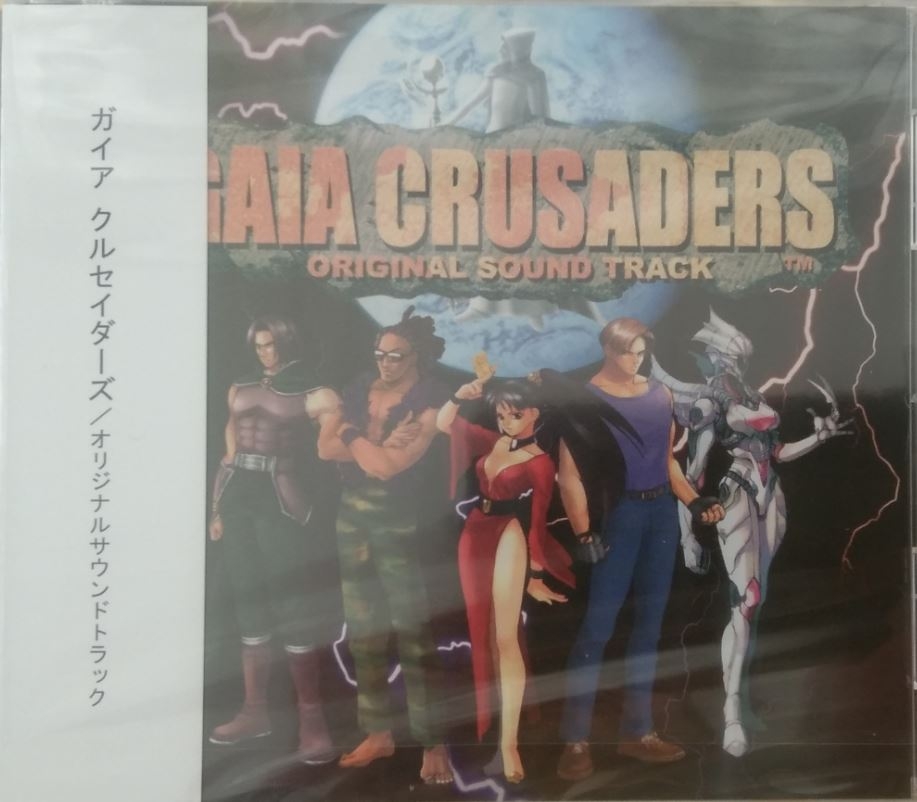 ガイア クルセイダーズ/オリジナルサウンドトラック
GAIA CRUSADERS
ORIGINAL SOUND TRACK TM